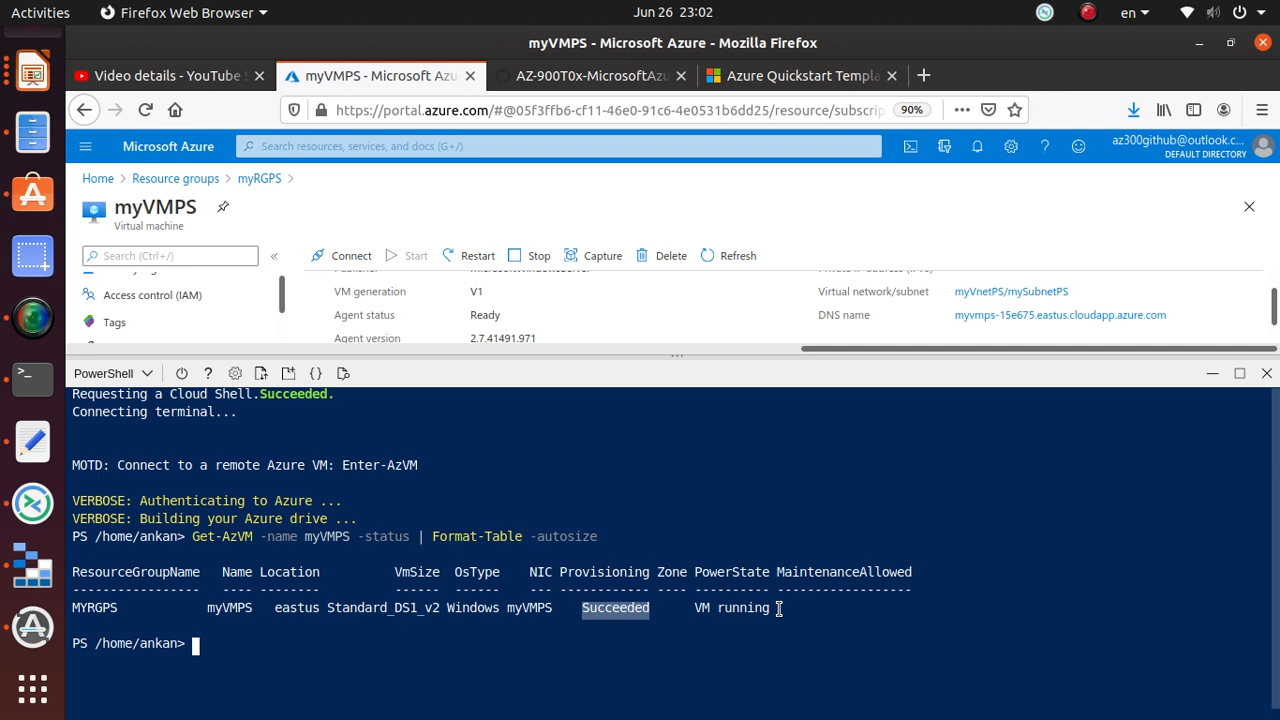 Activities Firefox Web Browser Jun 26 23:02 en
myVMPS - Microsoft Azure - Mozilla Firefox
Video details - YouTube S myVMPS - Microsoft Azu AZ-900T0x-MicrosoftAzu Azure Quickstart Templa
https://portal.azure.com/#@05f3ffb6-cf11-46e0-91c6-4e0531b6dd25/resource/subscrip 90%
Microsoft Azure Search resources, services, and docs (G+/) az300github@outlook.c...
DEFAULT DIRECTORY
Home Resource groups myRGPS
myVMPS
Virtual machine
Search (Ctrl+/) « Connect Start Restart Stop Capture Delete Refresh
VM generation V1 Virtual network/subnet myVnetPS/mySubnetPS
Access control (IAM)
Agent status Ready DNS name myvmps-15e675.eastus.cloudapp.azure.com
Tags
Agent version 2.7.41491.971
PowerShell
Requesting a Cloud Shell.Succeeded.
Connecting terminal...
MOTD: Connect to a remote Azure VM: Enter-AzVM
VERBOSE: Authenticating to Azure ...
VERBOSE: Building your Azure drive ...
PS /home/ankan> Get-AzVM -name myVMPS -status | Format-Table -autosize
ResourceGroupName Name Location VmSize OsType NIC Provisioning Zone PowerState MaintenanceAllowed
----------------- ---- -------- ------ ------ --- ------------ ---- ---------- ------------------
MYRGPS myVMPS eastus Standard_DS1_v2 Windows myVMPS Succeeded VM running
PS /home/ankan>